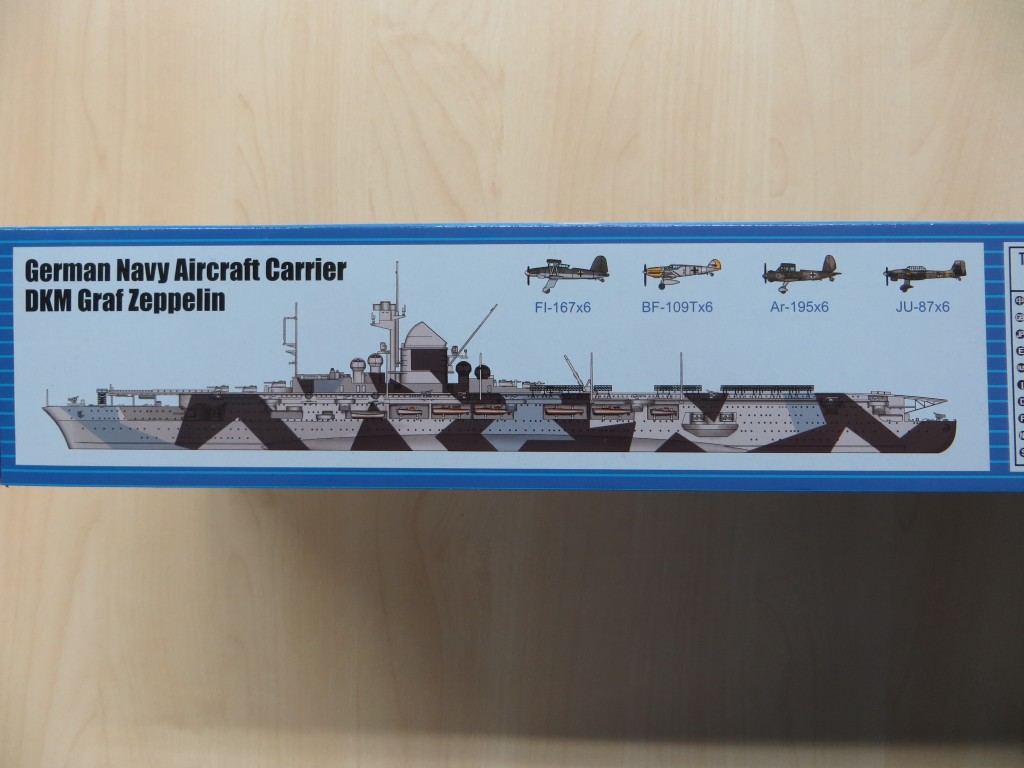 German Navy Aircraft Carrier
DKM Graf Zeppelin
FI-167x6
BF-109Tx6
Ar-195x6
JU-87x6